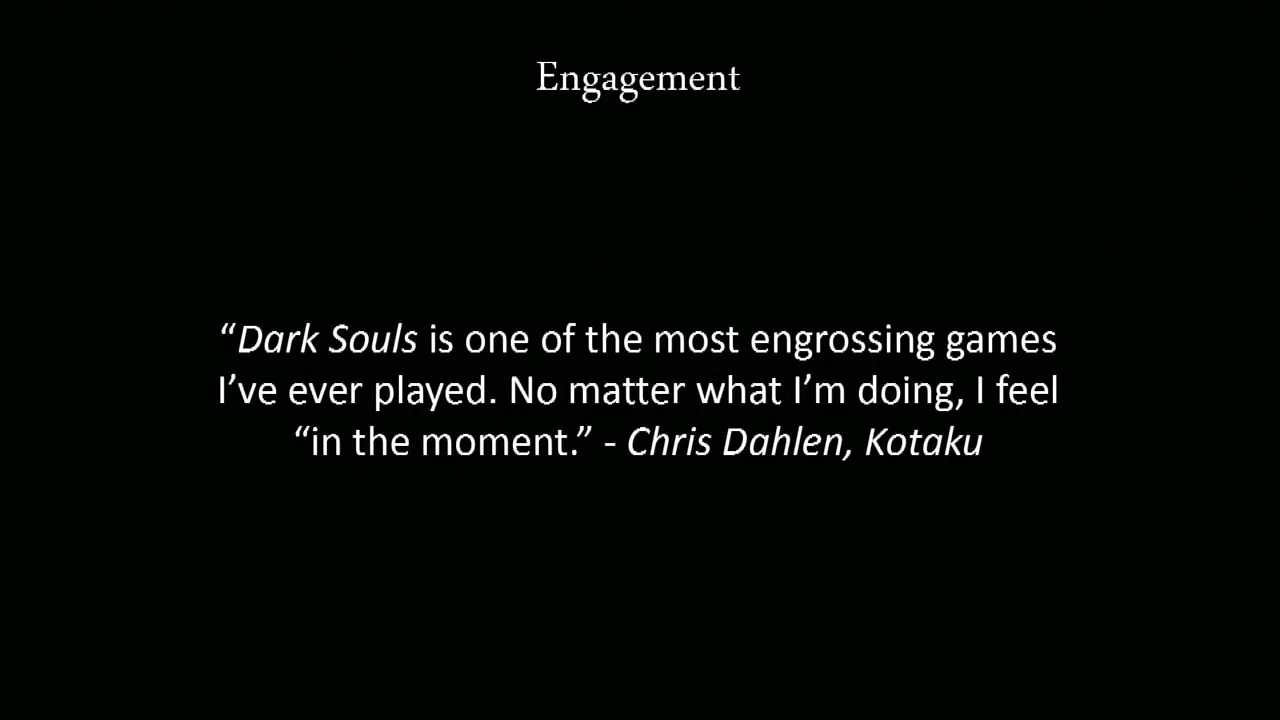 Engagement
“Dark Souls is one of the most engrossing games
I’ve ever played. No matter what I’m doing, I feel
“in the moment.” - Chris Dahlen, Kotaku